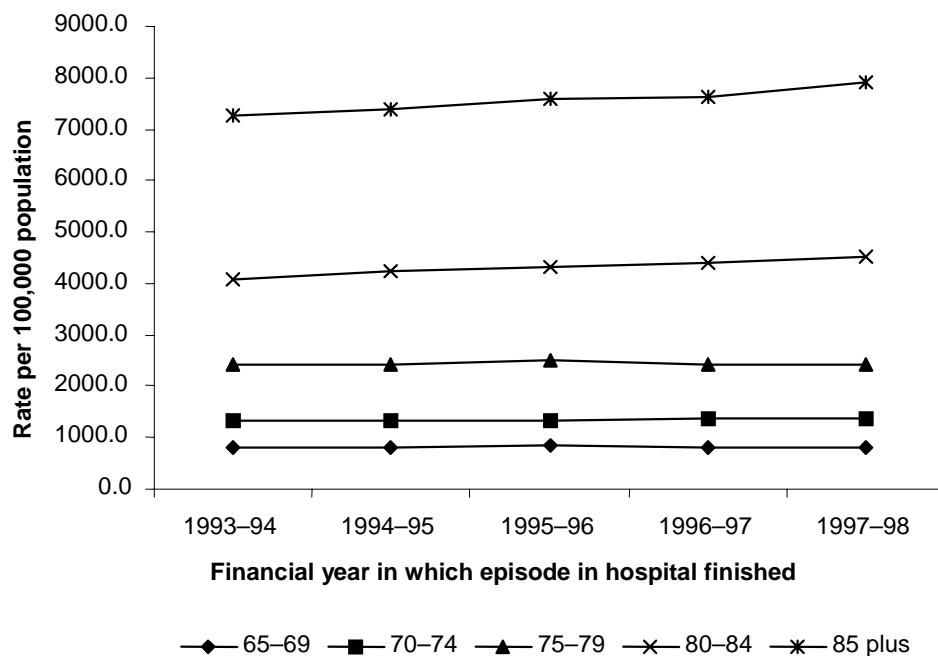 9000.0
8000.0
7000.0
6000.0
5000.0
4000.0
3000.0
2000.0
1000.0
0.0
Rate per 100,000 population
1993–94 1994–95 1995–96 1996–97 1997–98
Financial year in which episode in hospital finished
65–69 70–74 75–79 80–84 85 plus